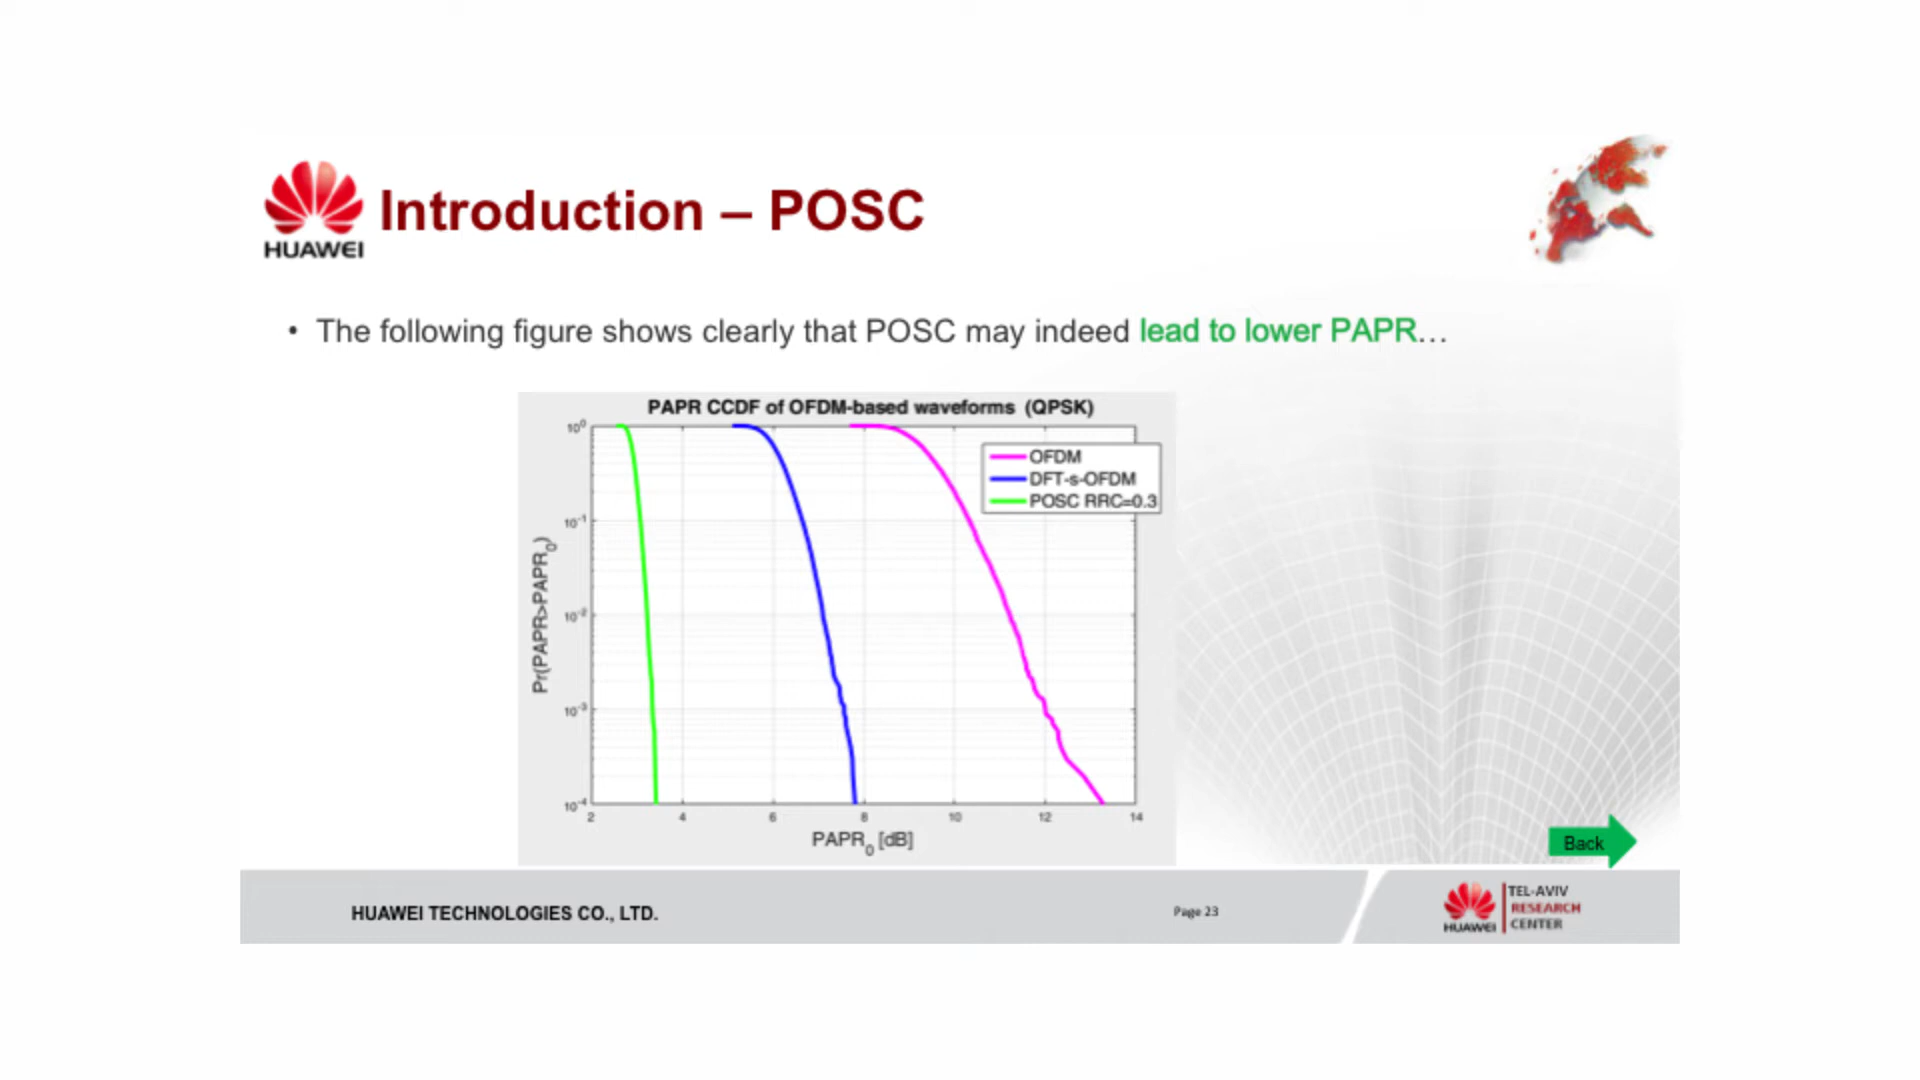 HUAWEI
Introduction – POSC
• The following figure shows clearly that POSC may indeed lead to lower PAPR…
PAPR CCDF of OFDM-based waveforms (QPSK)
OFDM
DFT-s-OFDM
POSC RRC=0.3
Pr(PAPR>PAPR0)
10^0
10^-1
10^-2
10^-3
10^-4
2 4 6 8 10 12 14
PAPR0 [dB]
Back
HUAWEI TECHNOLOGIES CO., LTD.
Page 23
HUAWEI
TEL-AVIV
RESEARCH
CENTER